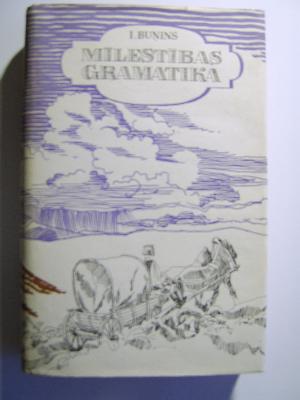 I. BUNINS
MĪLESTĪBAS
GRAMATIKA